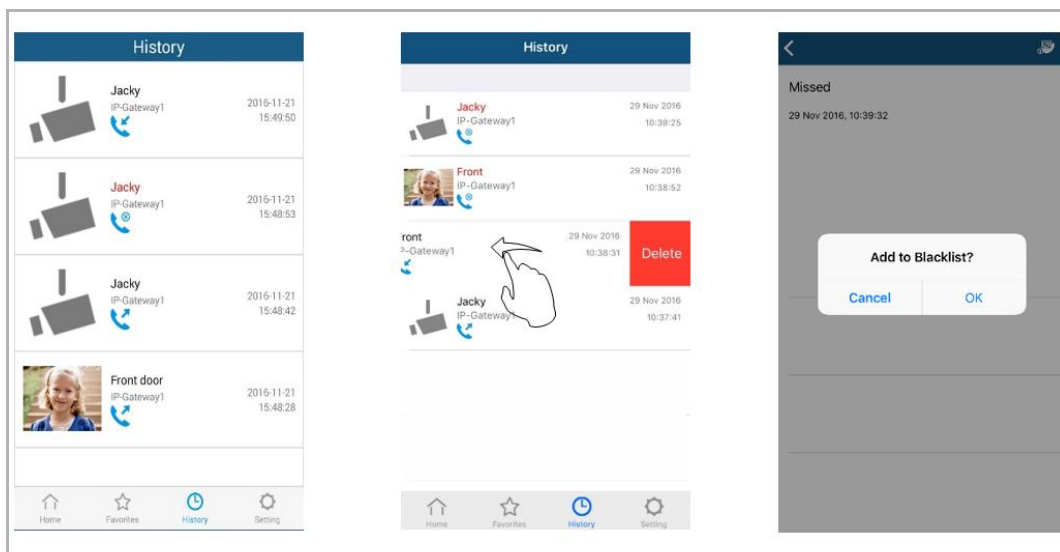 History
Jacky
IP-Gateway1
2016-11-21
15:49:50
Jacky
IP-Gateway1
2016-11-21
15:48:53
Jacky
IP-Gateway1
2016-11-21
15:48:42
Front door
IP-Gateway1
2016-11-21
15:48:28
Home
Favorites
History
Setting
History
Jacky
IP-Gateway1
29 Nov 2016
10:39:25
Front
IP-Gateway1
29 Nov 2016
10:38:52
ront
P-Gateway1
29 Nov 2016
10:38:31
Delete
Jacky
IP-Gateway1
29 Nov 2016
10:37:41
Home
Favorites
History
Setting
Missed
29 Nov 2016, 10:39:32
Add to Blacklist?
Cancel
OK